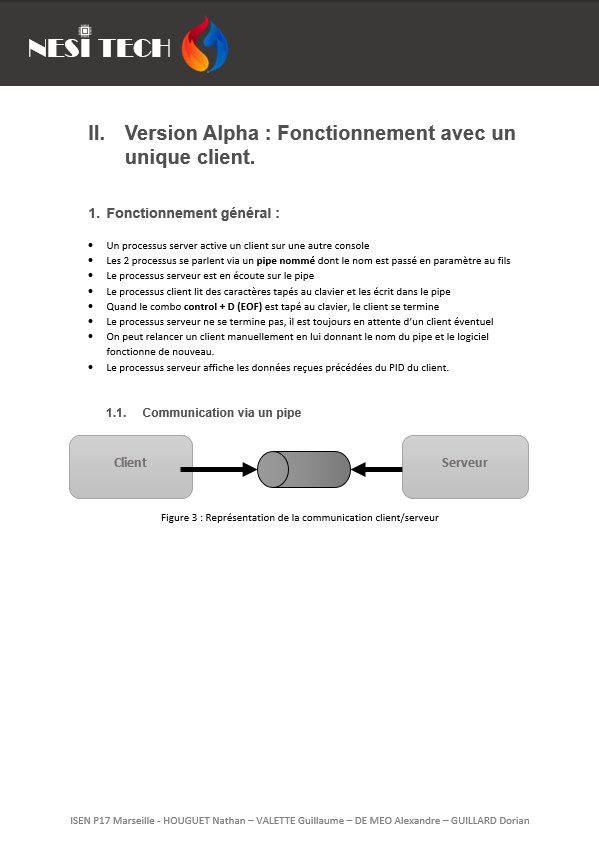 NESI TECH
II. Version Alpha : Fonctionnement avec un
unique client.
1. Fonctionnement général :
• Un processus server active un client sur une autre console
• Les 2 processus se parlent via un pipe nommé dont le nom est passé en paramètre au fils
• Le processus serveur est en écoute sur le pipe
• Le processus client lit des caractères tapés au clavier et les écrit dans le pipe
• Quand le combo control + D (EOF) est tapé au clavier, le client se termine
• Le processus serveur ne se termine pas, il est toujours en attente d'un client éventuel
• On peut relancer un client manuellement en lui donnant le nom du pipe et le logiciel
fonctionne de nouveau.
• Le processus serveur affiche les données reçues précédées du PID du client.
1.1. Communication via un pipe
Client
Serveur
Figure 3 : Représentation de la communication client/serveur
ISEN P17 Marseille - HOUGUET Nathan – VALETTE Guillaume – DE MEO Alexandre – GUILLARD Dorian